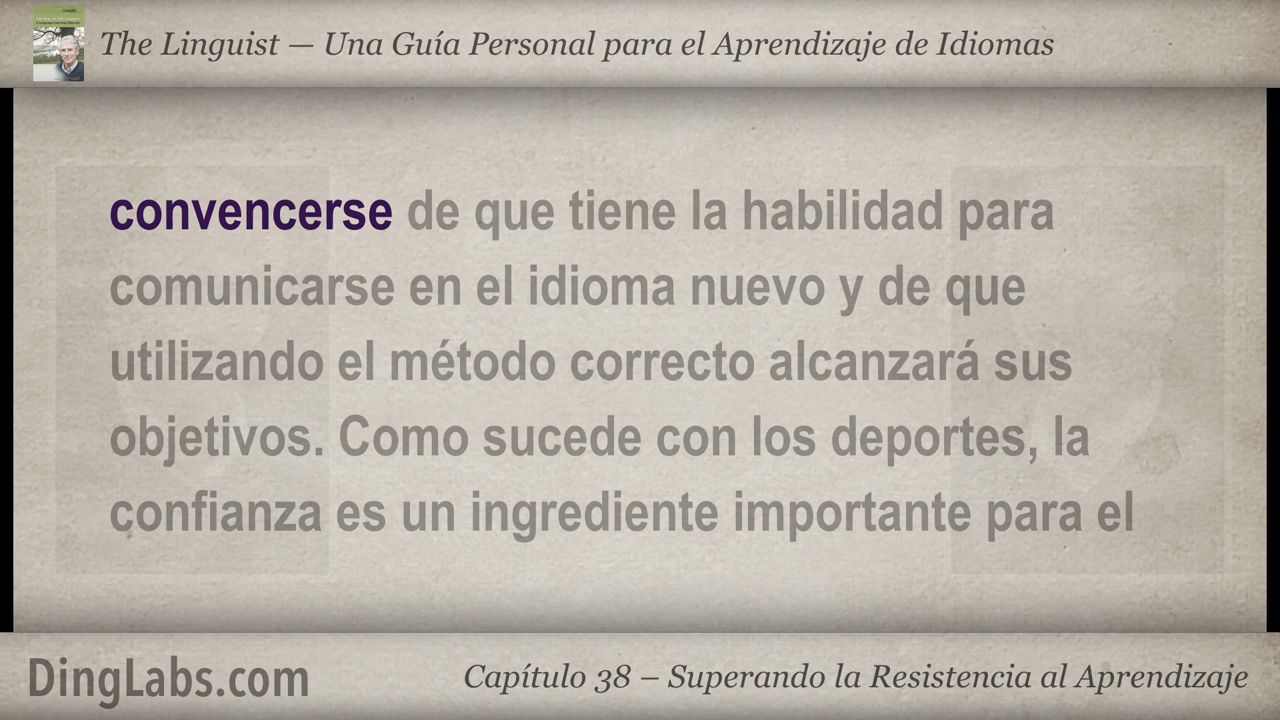 The Linguist — Una Guía Personal para el Aprendizaje de Idiomas
convencerse de que tiene la habilidad para
comunicarse en el idioma nuevo y de que
utilizando el método correcto alcanzará sus
objetivos. Como sucede con los deportes, la
confianza es un ingrediente importante para el
DingLabs.com
Capítulo 38 – Superando la Resistencia al Aprendizaje